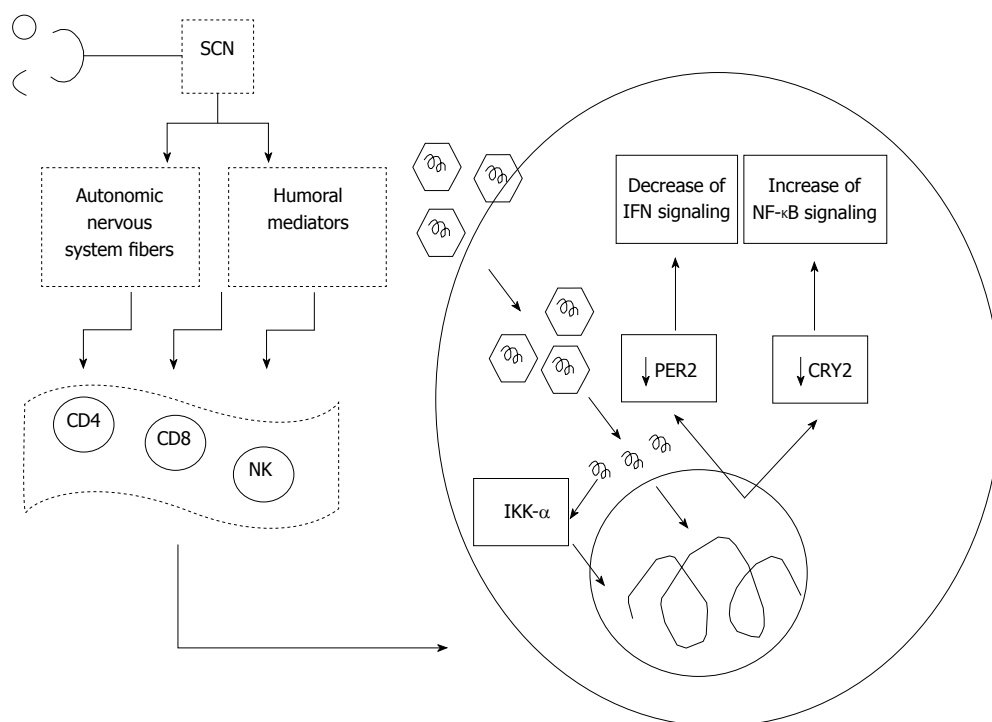 SCN
Autonomic
nervous
system fibers
Humoral
mediators
CD4
CD8
NK
Decrease of
IFN signaling
Increase of
NF-κB signaling
↓ PER2
↓ CRY2
IKK-α